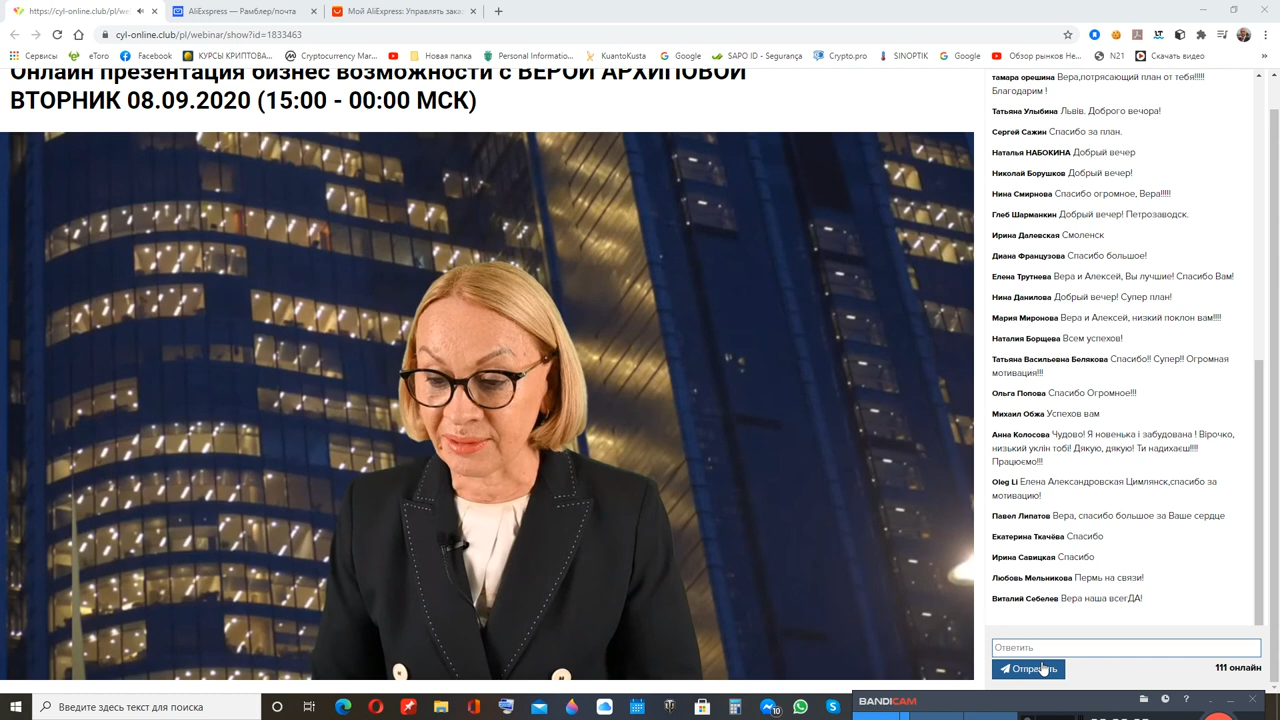 https://cyl-online.club/pl/we
AliExspress — Рамблер/почта
Мой AliExpress: Управлять зака
cyl-online.club/pl/webinar/show?id=1833463
Сервисы
eToro
Facebook
КУРСЫ КРИПТОВА...
Cryptocurrency Mar...
Новая папка
Personal Informatio...
KuantoKusta
Google
SAPO ID - Segurança
Crypto.pro
SINOPTIK
Google
Обзор рынков Не...
N21
Скачать видео
»
Онлайн презентация бизнес возможности с ВЕРОЙ АРХИПОВОЙ
ВТОРНИК 08.09.2020 (15:00 - 00:00 МСК)
тамара орешина Вера,потрясающий план от тебя!!!!!
Благодарим !
Татьяна Улыбина Львів. Доброго вечора!
Сергей Сажин Спасибо за план.
Наталья НАБОКИНА Добрый вечер
Николай Борушков Добрый вечер!
Нина Смирнова Спасибо огромное, Вера!!!!!
Глеб Шарманкин Добрый вечер! Петрозаводск.
Ирина Далевская Смоленск
Диана Французова Спасибо большое!
Елена Трутнева Вера и Алексей, Вы лучшие! Спасибо Вам!
Нина Данилова Добрый вечер! Супер план!
Мария Миронова Вера и Алексей, низкий поклон вам!!!!
Наталия Борщева Всем успехов!
Татьяна Васильевна Белякова Спасибо!! Супер!! Огромная
мотивация!!!
Ольга Попова Спасибо Огромное!!!
Михаил Обжа Успехов вам
Анна Колосова Чудово! Я новенька і забудована ! Вірочко,
низький уклін тобі! Дякую, дякую! Ти надихаєш!!!!
Працюємо!!!
Oleg Li Елена Александровская Цимлянск,спасибо за
мотивацию!
Павел Липатов Вера, спасибо большое за Ваше сердце
Екатерина Ткачёва Спасибо
Ирина Савицкая Спасибо
Любовь Мельникова Пермь на связи!
Виталий Себелев Вера наша всегДА!
Ответить
Отправить
111 онлайн
Введите здесь текст для поиска
10
BANDICAM